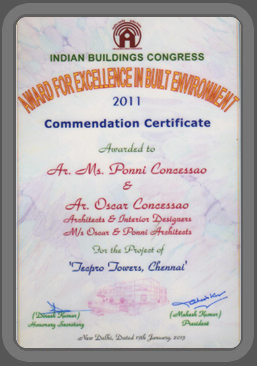 INDIAN BUILDINGS CONGRESS
AWARD FOR EXCELLENCE IN BUILT ENVIRONMENT
2011
Commendation Certificate
Awarded to
Ar. Ms. Ponni Concessao
&
Ar. Oscar Concessao
Architects & Interior Designers
M/s Oscar & Ponni Architects
For the Project of
'Tecpro Towers, Chennai'
(Dinesh Kumar) (Mukesh Kumar)
Honorary Secretary President
New Delhi, Dated 19th January, 2013